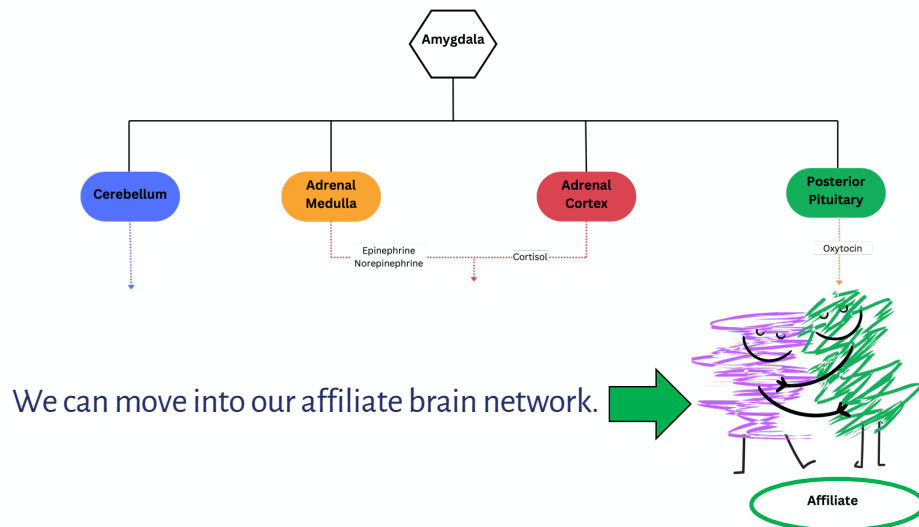 Amygdala
Cerebellum
Adrenal
Medulla
Adrenal
Cortex
Posterior
Pituitary
Epinephrine
Norepinephrine
Cortisol
Oxytocin
We can move into our affiliate brain network.
Affiliate